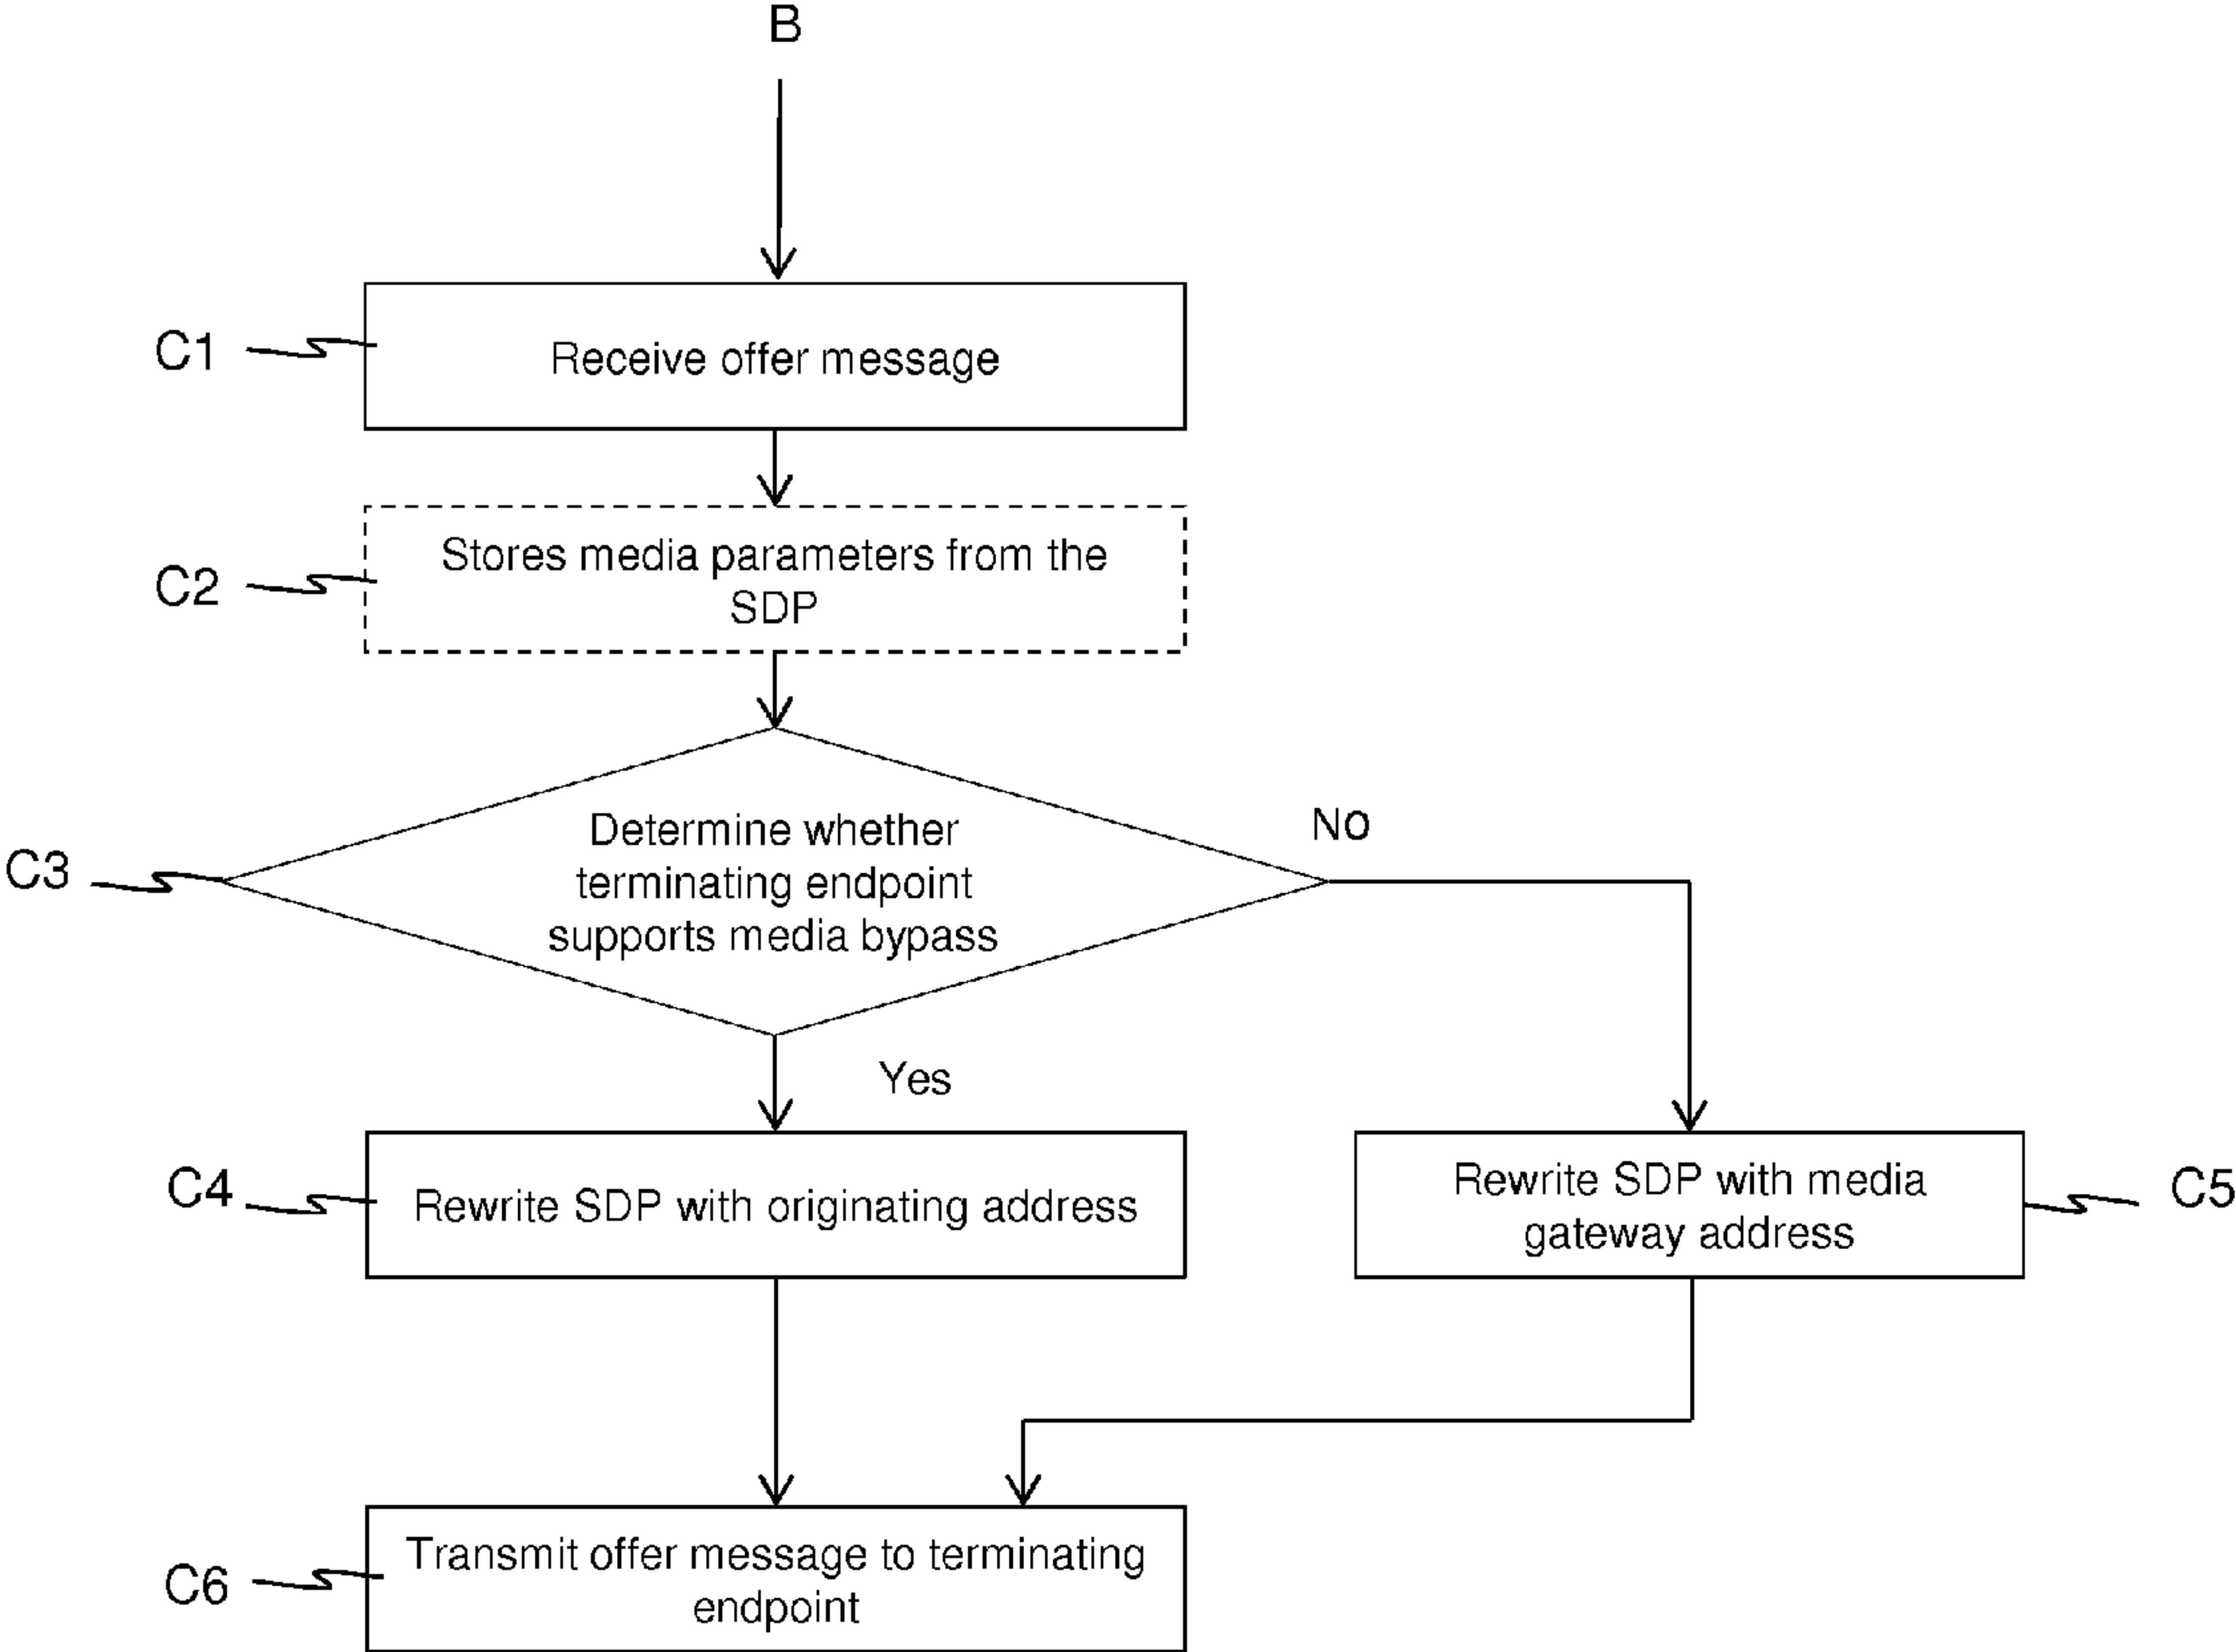 B
C1
Receive offer message
C2
Stores media parameters from the
SDP
C3
Determine whether
terminating endpoint
supports media bypass
No
Yes
C4
Rewrite SDP with originating address
Rewrite SDP with media
gateway address
C5
C6
Transmit offer message to terminating
endpoint